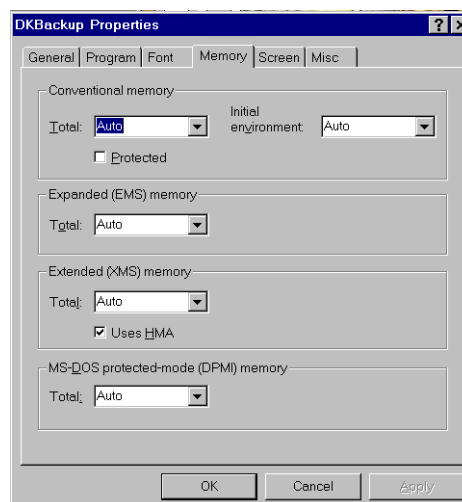 DKBackup Properties
General Program Font Memory Screen Misc
Conventional memory
Total: Auto Initial environment: Auto
Protected
Expanded (EMS) memory
Total: Auto
Extended (XMS) memory
Total: Auto
Uses HMA
MS-DOS protected-mode (DPMI) memory
Total: Auto
OK Cancel Apply